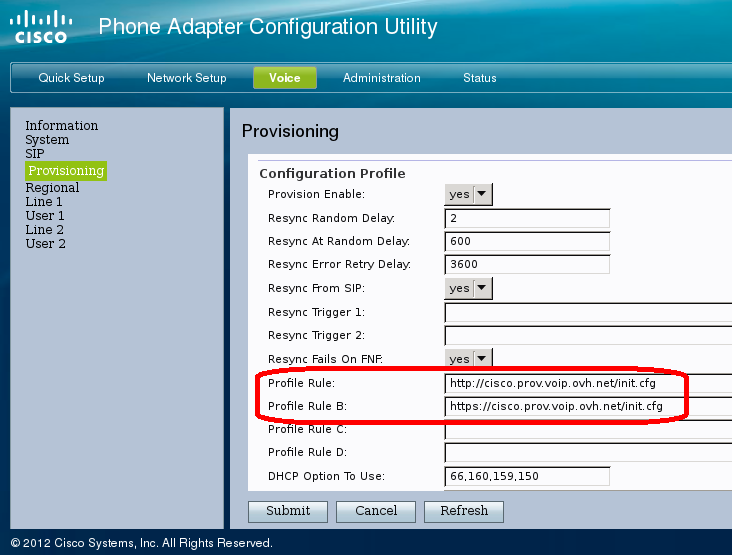 CISCO
Phone Adapter Configuration Utility
Quick Setup Network Setup Voice Administration Status
Information
System
SIP
Provisioning
Regional
Line 1
User 1
Line 2
User 2
Provisioning
Configuration Profile
Provision Enable: yes
Resync Random Delay: 2
Resync At Random Delay: 600
Resync Error Retry Delay: 3600
Resync From SIP: yes
Resync Trigger 1:
Resync Trigger 2:
Resync Fails On FNF: yes
Profile Rule: http://cisco.prov.voip.ovh.net/init.cfg
Profile Rule B: https://cisco.prov.voip.ovh.net/init.cfg
Profile Rule C:
Profile Rule D:
DHCP Option To Use: 66,160,159,150
Submit Cancel Refresh
© 2012 Cisco Systems, Inc. All Rights Reserved.